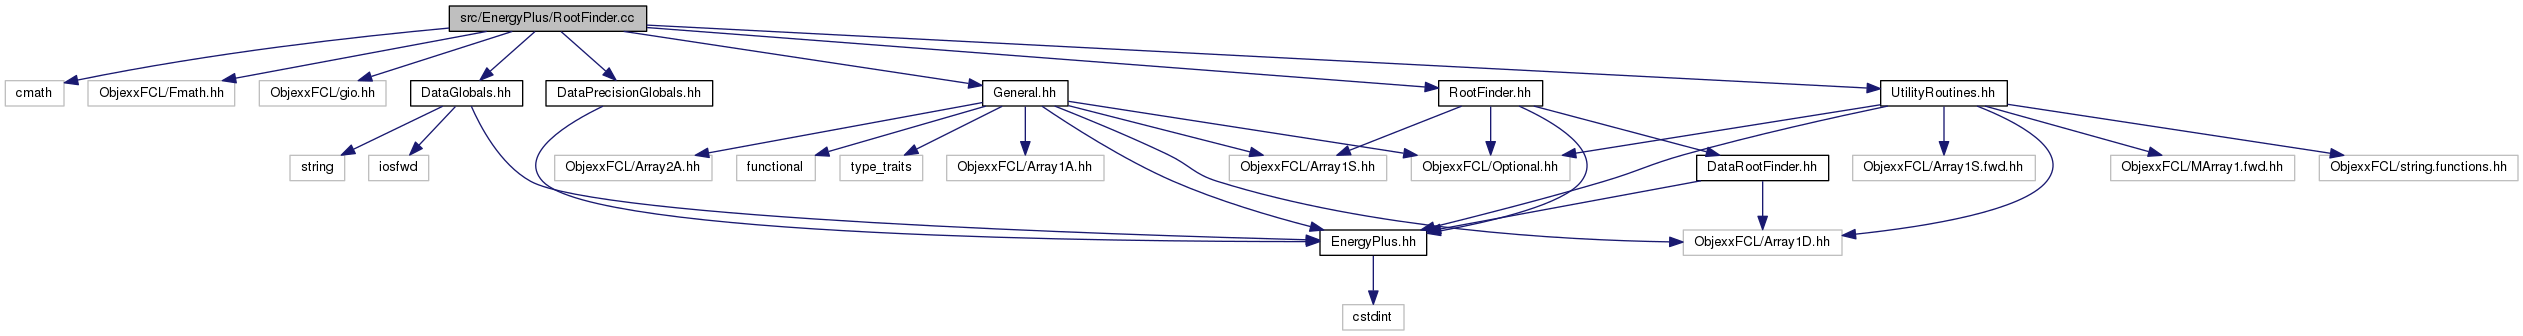 src/EnergyPlus/RootFinder.cc
cmath
ObjexxFCL/Fmath.hh
ObjexxFCL/gio.hh
DataGlobals.hh
DataPrecisionGlobals.hh
General.hh
RootFinder.hh
UtilityRoutines.hh
string
iosfwd
ObjexxFCL/Array2A.hh
functional
type_traits
ObjexxFCL/Array1A.hh
ObjexxFCL/Array1S.hh
ObjexxFCL/Optional.hh
DataRootFinder.hh
ObjexxFCL/Array1S.fwd.hh
ObjexxFCL/MArray1.fwd.hh
ObjexxFCL/string.functions.hh
EnergyPlus.hh
ObjexxFCL/Array1D.hh
cstdint